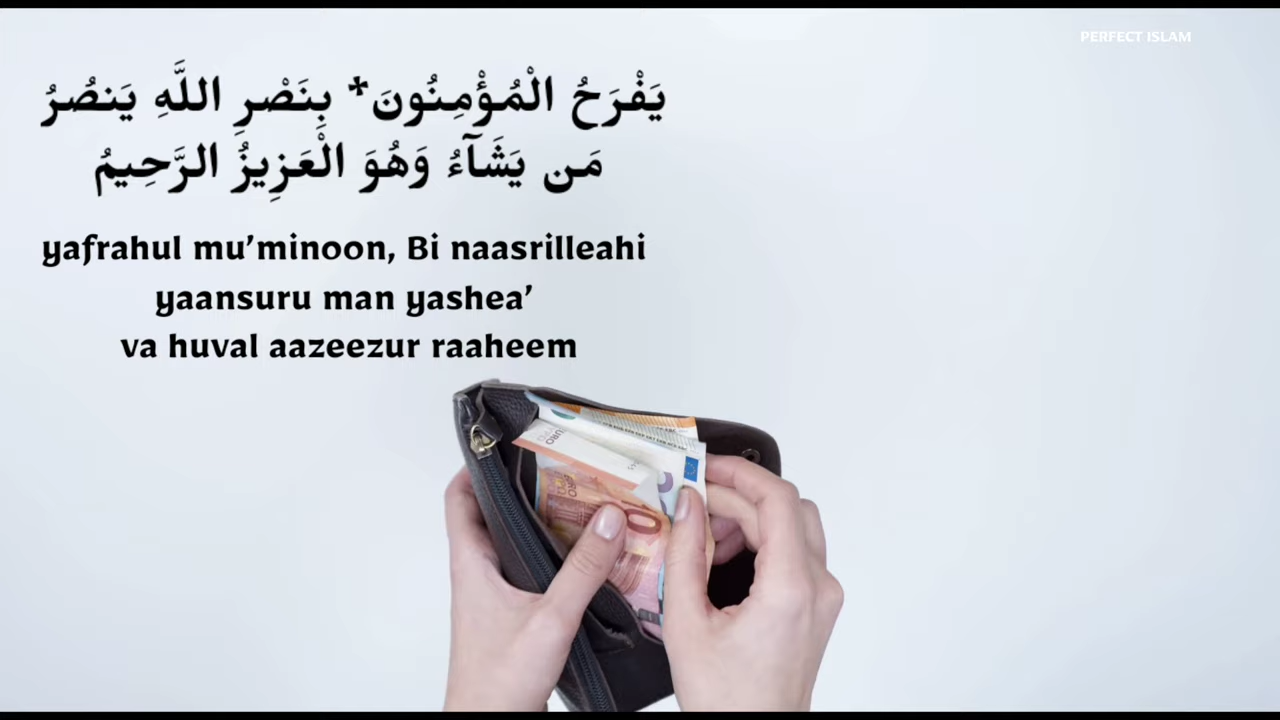 PERFECT ISLAM
يَفْرَحُ الْمُؤْمِنُونَ* بِنَصْرِ اللَّهِ يَنصُرُ
مَن يَشَآءُ وَهُوَ الْعَزِيزُ الرَّحِيمُ
yafrahul mu'minoon, Bi naasrilleahi
yaansuru man yashea'
va huval aazeezur raaheem
EURO